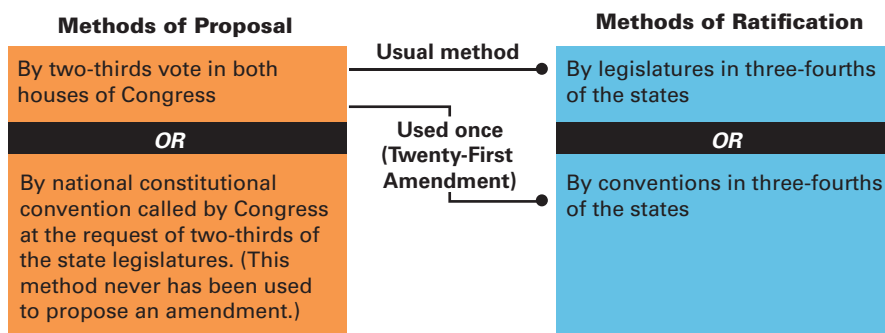 Methods of Proposal
By two-thirds vote in both
houses of Congress
OR
By national constitutional
convention called by Congress
at the request of two-thirds of
the state legislatures. (This
method never has been used
to propose an amendment.)
Usual method
Used once
(Twenty-First
Amendment)
Methods of Ratification
By legislatures in three-fourths
of the states
OR
By conventions in three-fourths
of the states